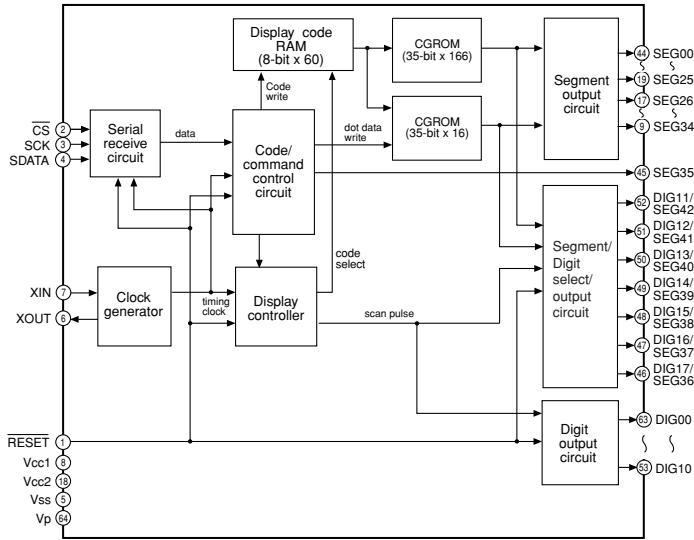 Display code
RAM
(8-bit x 60)
CGROM
(35-bit x 166)
CGROM
(35-bit x 16)
Segment
output
circuit
44 SEG00
19 SEG25
17 SEG26
9 SEG34
45 SEG35
Code
write
CS 2
SCK 3
SDATA 4
Serial
receive
circuit
data
Code/
command
control
circuit
dot data
write
52 DIG11/
SEG42
51 DIG12/
SEG41
50 DIG13/
SEG40
49 DIG14/
SEG39
48 DIG15/
SEG38
47 DIG16/
SEG37
46 DIG17/
SEG36
Segment/
Digit
select/
output
circuit
code
select
XIN 7
XOUT 6
Clock
generator
timing
clock
Display
controller
scan pulse
RESET 1
Vcc1 8
Vcc2 18
Vss 5
Vp 64
Digit
output
circuit
63 DIG00
53 DIG10